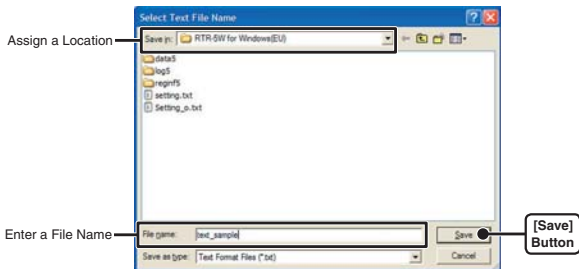 Select Text File Name
Assign a Location
Save in: RTR-5W for Windows(EU)
data5
log5
reginf5
setting.txt
Setting_o.txt
Enter a File Name
File name: text_sample
Save
[Save]
Button
Save as type: Text Format Files (*.txt)
Cancel